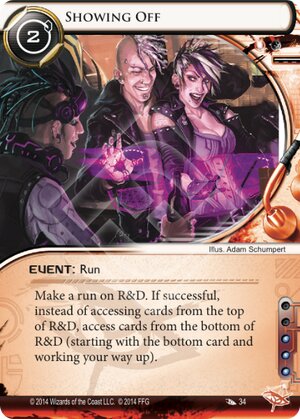 2
SHOWING OFF
Illus. Adam Schumpert
EVENT: Run
Make a run on R&D. If successful,
instead of accessing cards from the top
of R&D, access cards from the bottom of
R&D (starting with the bottom card and
working your way up).
© 2014 Wizards of the Coast LLC. © 2014 FFG
34